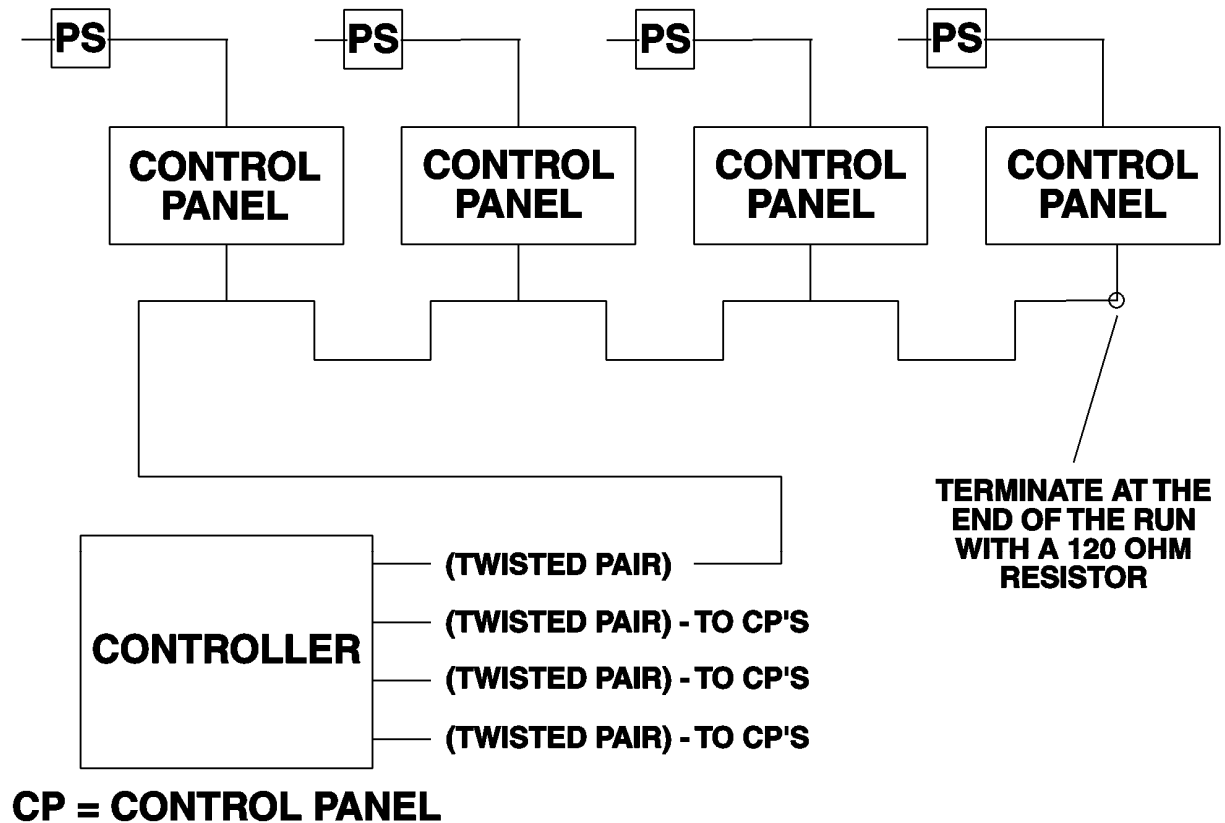 PS
PS
PS
PS
CONTROL
PANEL
CONTROL
PANEL
CONTROL
PANEL
CONTROL
PANEL
TERMINATE AT THE
END OF THE RUN
WITH A 120 OHM
RESISTOR
CONTROLLER
(TWISTED PAIR)
(TWISTED PAIR) - TO CP'S
(TWISTED PAIR) - TO CP'S
(TWISTED PAIR) - TO CP'S
CP = CONTROL PANEL